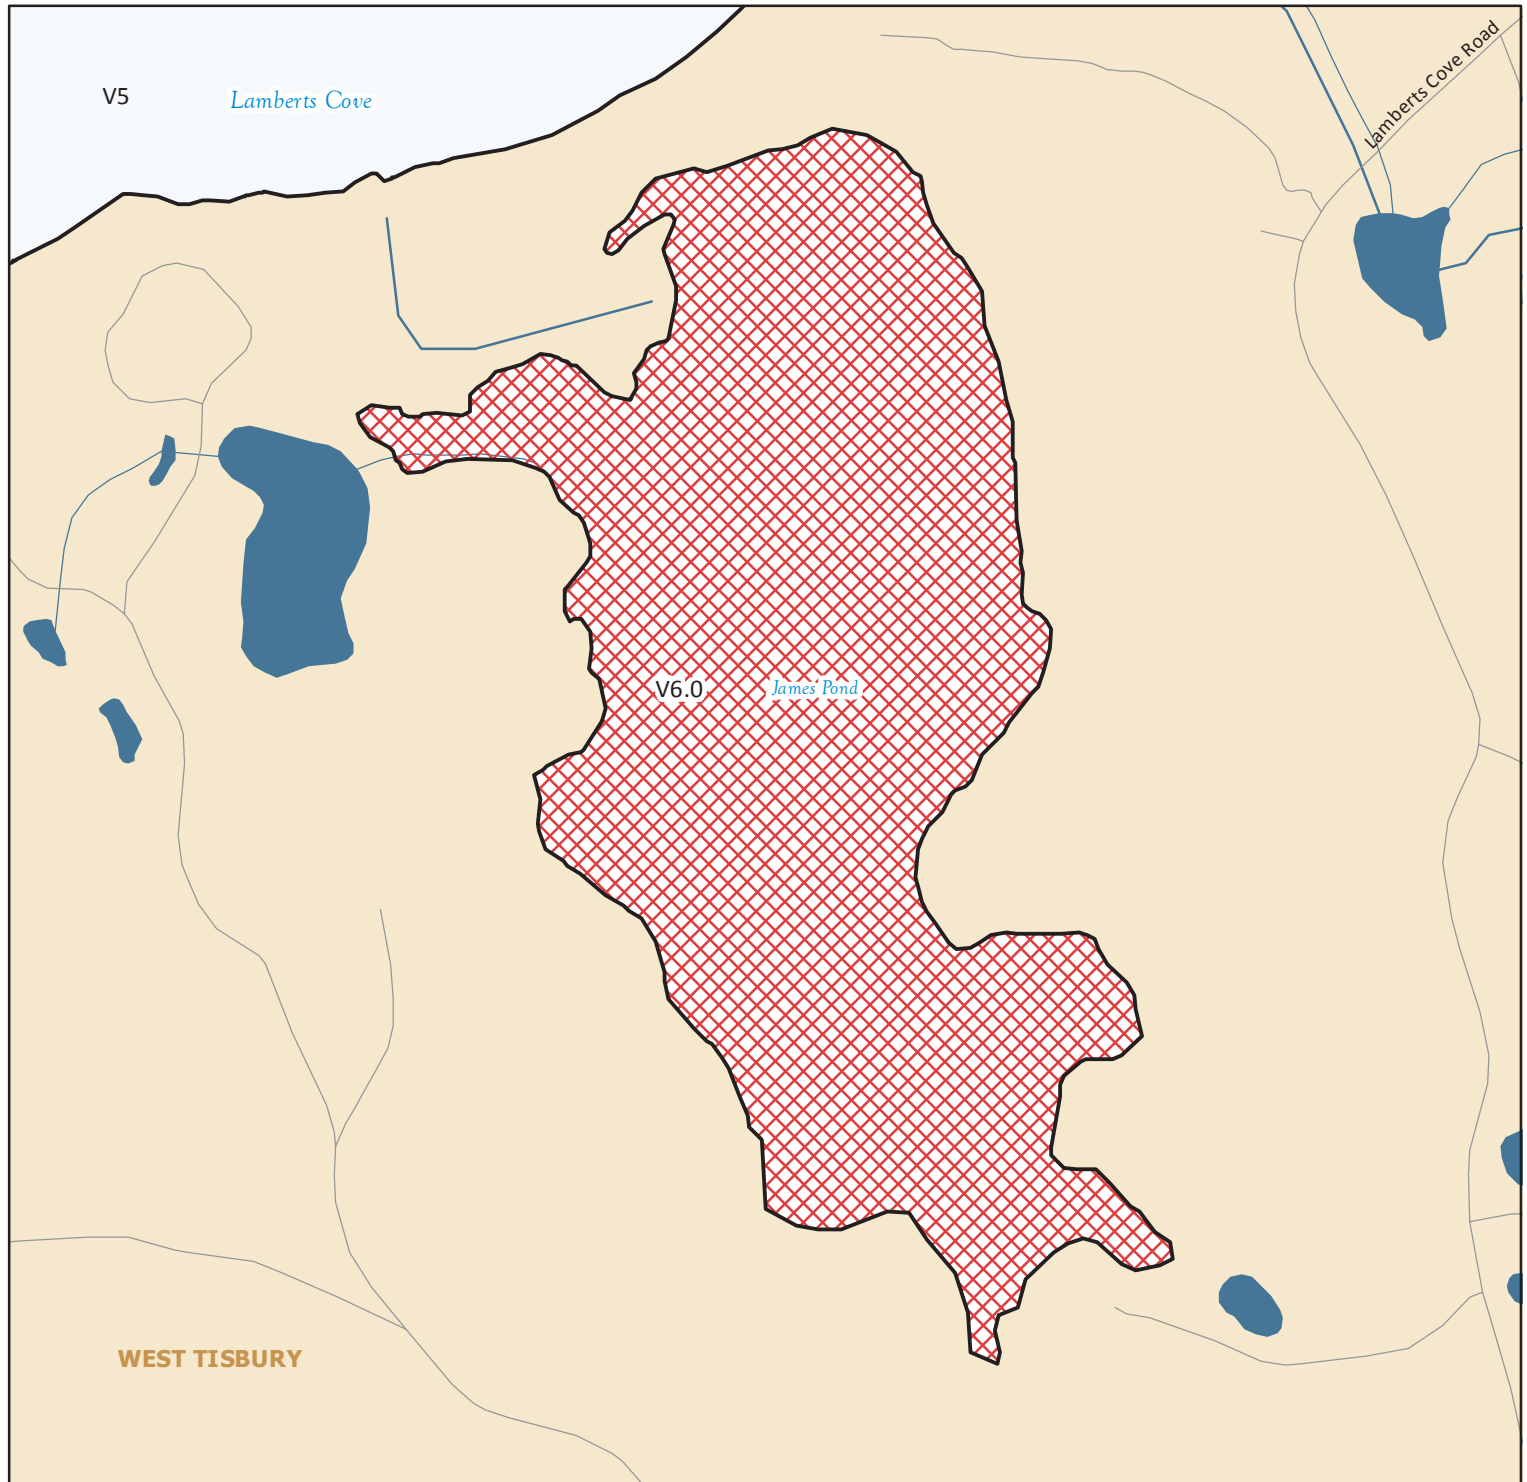 Lamberts Cove Road
V5
Lamberts Cove
V6.0
James Pond
WEST TISBURY